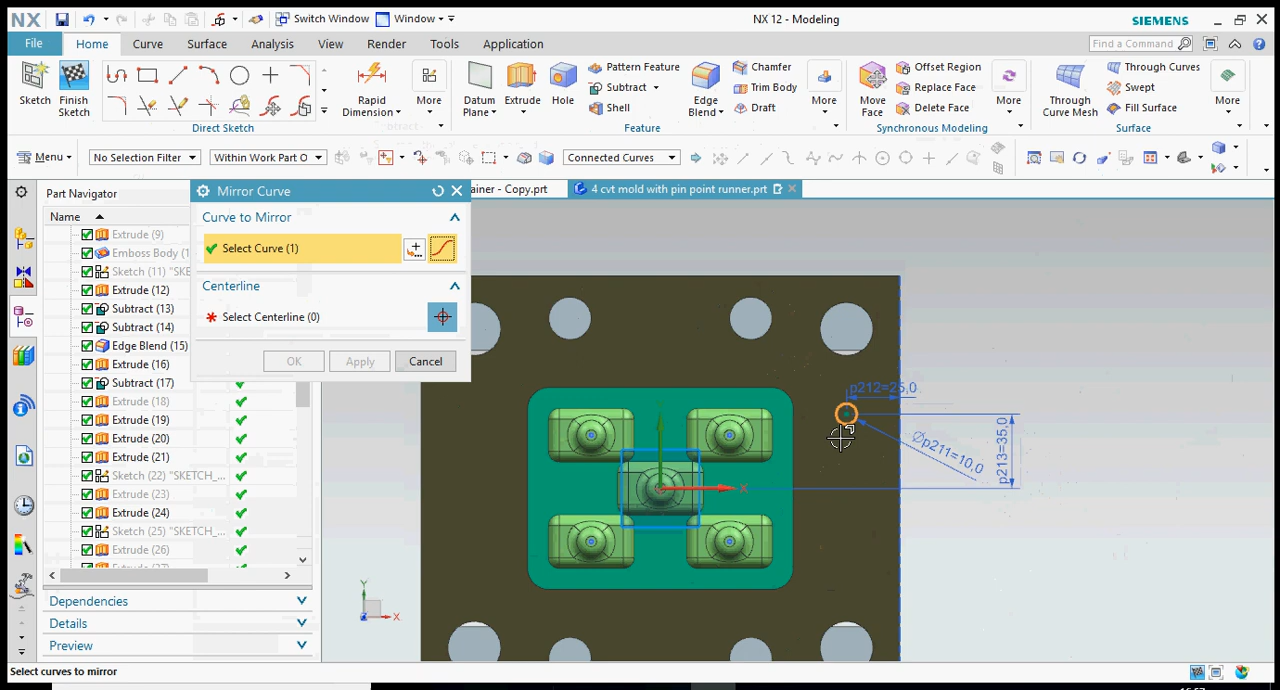 NX
Switch Window
Window
NX 12 - Modeling
SIEMENS
File
Home
Curve
Surface
Analysis
View
Render
Tools
Application
Find a Command
Sketch
Finish Sketch
Rapid Dimension
More
Direct Sketch
Datum Plane
Extrude
Hole
Pattern Feature
Subtract
Shell
Edge Blend
Chamfer
Trim Body
Draft
More
Feature
Move Face
Offset Region
Replace Face
Delete Face
More
Synchronous Modeling
Through Curve Mesh
Through Curves
Swept
Fill Surface
More
Surface
Menu
No Selection Filter
Within Work Part O
Connected Curves
Part Navigator
ainer - Copy.prt
4 cvt mold with pin point runner.prt
Name
Extrude (9)
Emboss Body (1
Sketch (11) "SKE
Extrude (12)
Subtract (13)
Subtract (14)
Edge Blend (15)
Extrude (16)
Subtract (17)
Extrude (18)
Extrude (19)
Extrude (20)
Extrude (21)
Sketch (22) "SKETCH_...
Extrude (23)
Extrude (24)
Sketch (25) "SKETCH_...
Extrude (26)
Dependencies
Details
Preview
Mirror Curve
Curve to Mirror
Select Curve (1)
Centerline
* Select Centerline (0)
OK
Apply
Cancel
p212=25,0
Øp211=10,0
p213=35,0
X
Y
X
Select curves to mirror